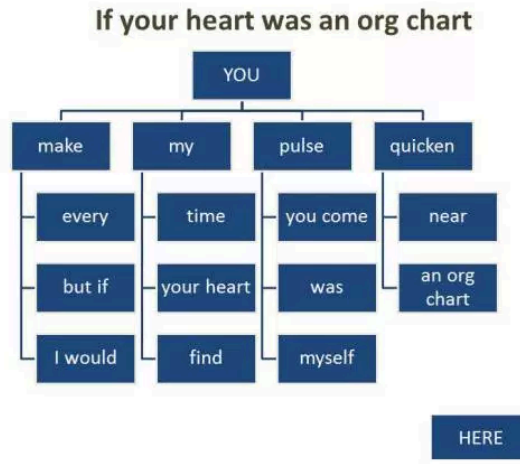 If your heart was an org chart
YOU
make my pulse quicken
every time you come near
but if your heart was an org
chart
I would find myself
HERE